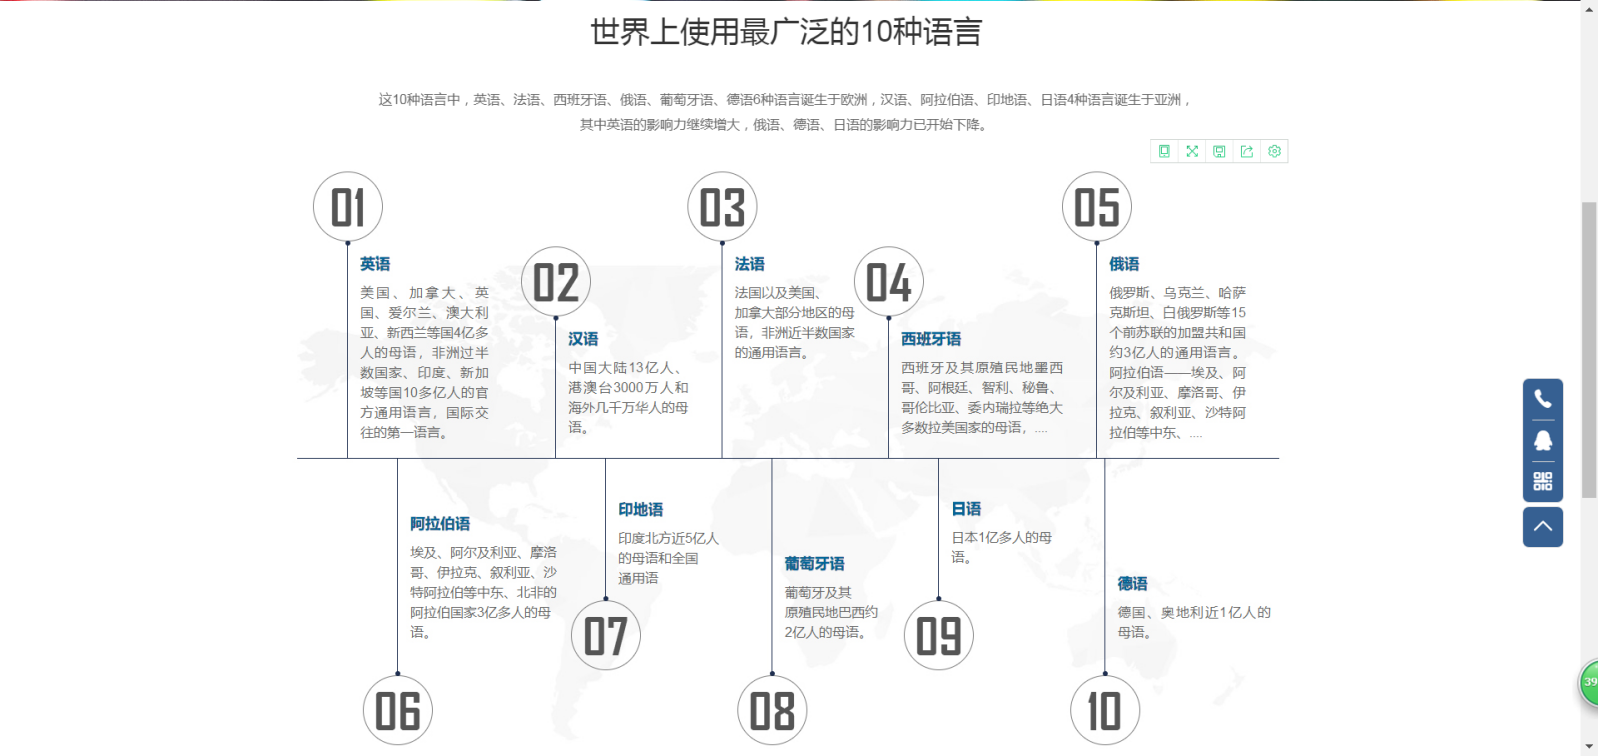 世界上使用最广泛的10种语言
这10种语言中，英语、法语、西班牙语、俄语、葡萄牙语、德语6种语言诞生于欧洲，汉语、阿拉伯语、印地语、日语4种语言诞生于亚洲，
其中英语的影响力继续增大，俄语、德语、日语的影响力已开始下降。
01
英语
美国、加拿大、英
国、爱尔兰、澳大利
亚、新西兰等国4亿多
人的母语，非洲过半
数国家、印度、新加
坡等国10多亿人的官
方通用语言，国际交
往的第一语言。
02
汉语
中国大陆13亿人、
港澳台3000万人和
海外几千万华人的母
语。
03
法语
法国以及美国、
加拿大部分地区的母
语，非洲近半数国家
的通用语言。
04
西班牙语
西班牙及其原殖民地墨西
哥、阿根廷、智利、秘鲁、
哥伦比亚、委内瑞拉等绝大
多数拉美国家的母语，....
05
俄语
俄罗斯、乌克兰、哈萨
克斯坦、白俄罗斯等15
个前苏联的加盟共和国
约3亿人的通用语言。
阿拉伯语——埃及、阿
尔及利亚、摩洛哥、伊
拉克、叙利亚、沙特阿
拉伯等中东、....
阿拉伯语
埃及、阿尔及利亚、摩洛
哥、伊拉克、叙利亚、沙
特阿拉伯等中东、北非的
阿拉伯国家3亿多人的母
语。
06
印地语
印度北方近5亿人
的母语和全国
通用语
07
葡萄牙语
葡萄牙及其
原殖民地巴西约
2亿人的母语。
08
日语
日本1亿多人的母
语。
09
德语
德国、奥地利近1亿人的
母语。
10
39